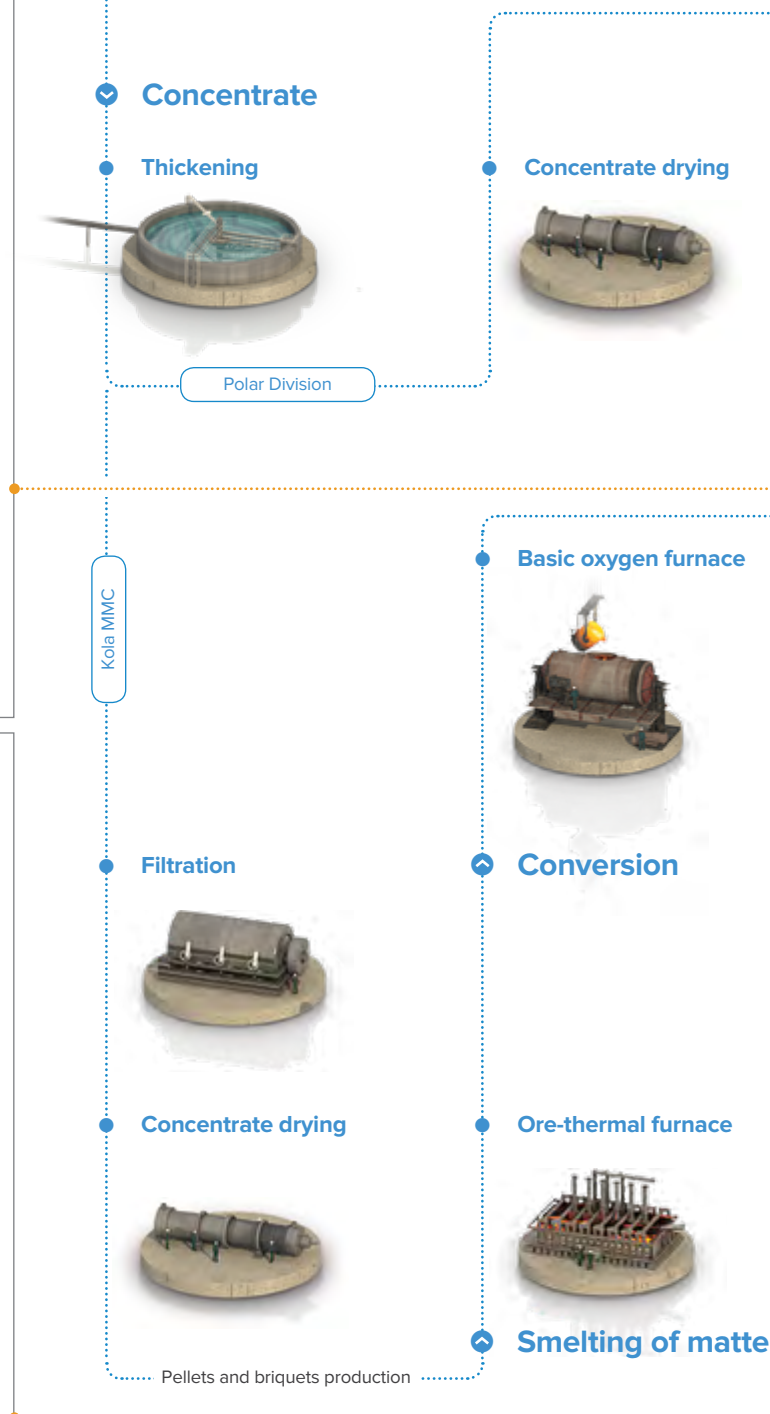 Concentrate
Thickening
Concentrate drying
Polar Division
Kola MMC
Basic oxygen furnace
Filtration
Conversion
Concentrate drying
Ore-thermal furnace
Smelting of matte
Pellets and briquets production